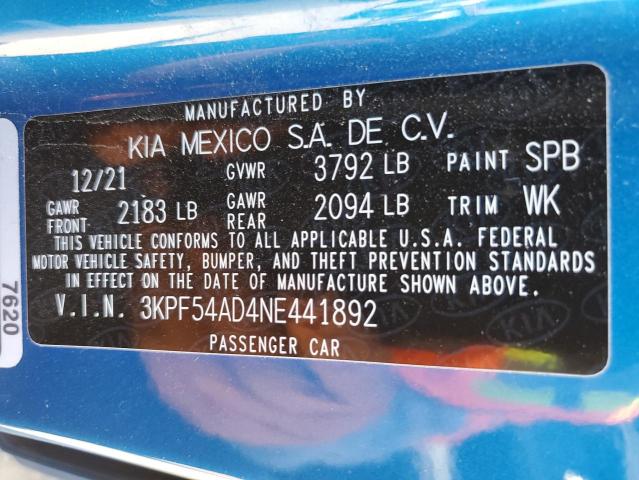 MANUFACTURED BY
KIA MEXICO S.A. DE C.V.
12/21 GVWR 3792 LB PAINT SPB
GAWR FRONT 2183 LB GAWR REAR 2094 LB TRIM WK
THIS VEHICLE CONFORMS TO ALL APPLICABLE U.S.A. FEDERAL
MOTOR VEHICLE SAFETY, BUMPER, AND THEFT PREVENTION STANDARDS
IN EFFECT ON THE DATE OF MANUFACTURE SHOWN ABOVE.
V.I.N. 3KPF54AD4NE441892
PASSENGER CAR
7620
KIA